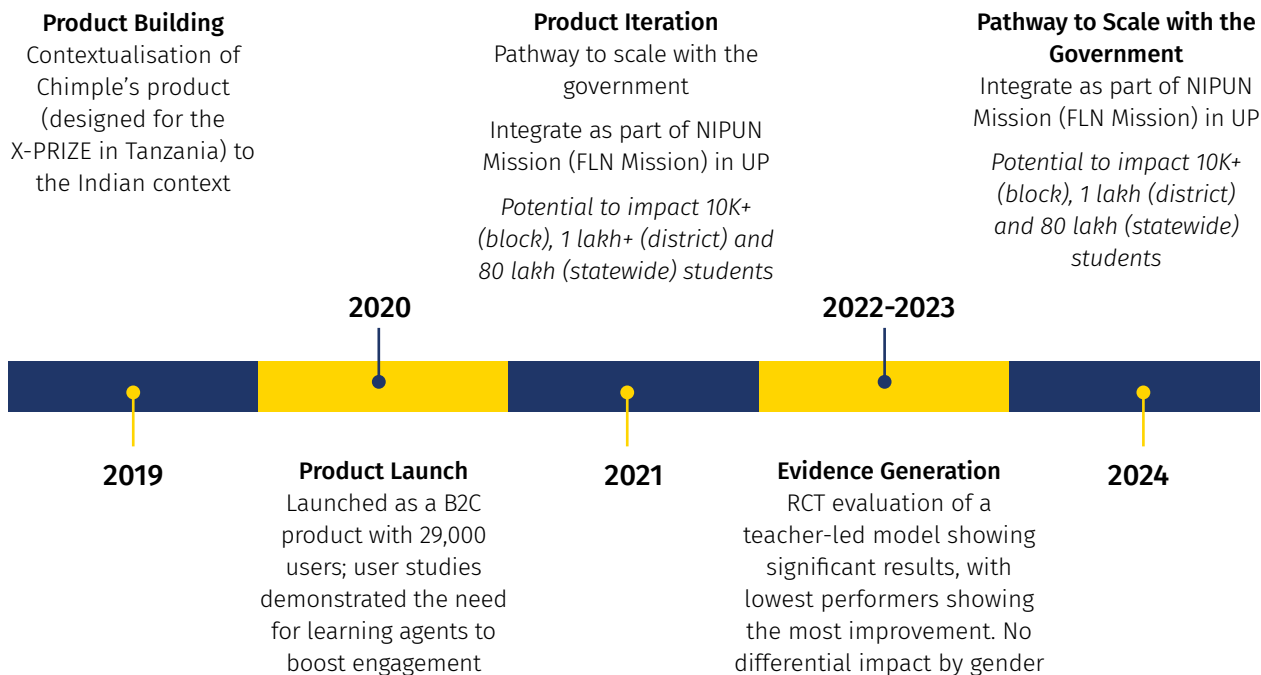 Product Building
Contextualisation of
Chimple’s product
(designed for the
X-PRIZE in Tanzania) to
the Indian context
Product Iteration
Pathway to scale with the
government
Integrate as part of NIPUN
Mission (FLN Mission) in UP
Potential to impact 10K+
(block), 1 lakh+ (district) and
80 lakh (statewide) students
Pathway to Scale with the
Government
Integrate as part of NIPUN
Mission (FLN Mission) in UP
Potential to impact 10K+
(block), 1 lakh (district)
and 80 lakh (statewide)
students
2020
2022-2023
2019
Product Launch
Launched as a B2C
product with 29,000
users; user studies
demonstrated the need
for learning agents to
boost engagement
2021
Evidence Generation
RCT evaluation of a
teacher-led model showing
significant results, with
lowest performers showing
the most improvement. No
differential impact by gender
2024